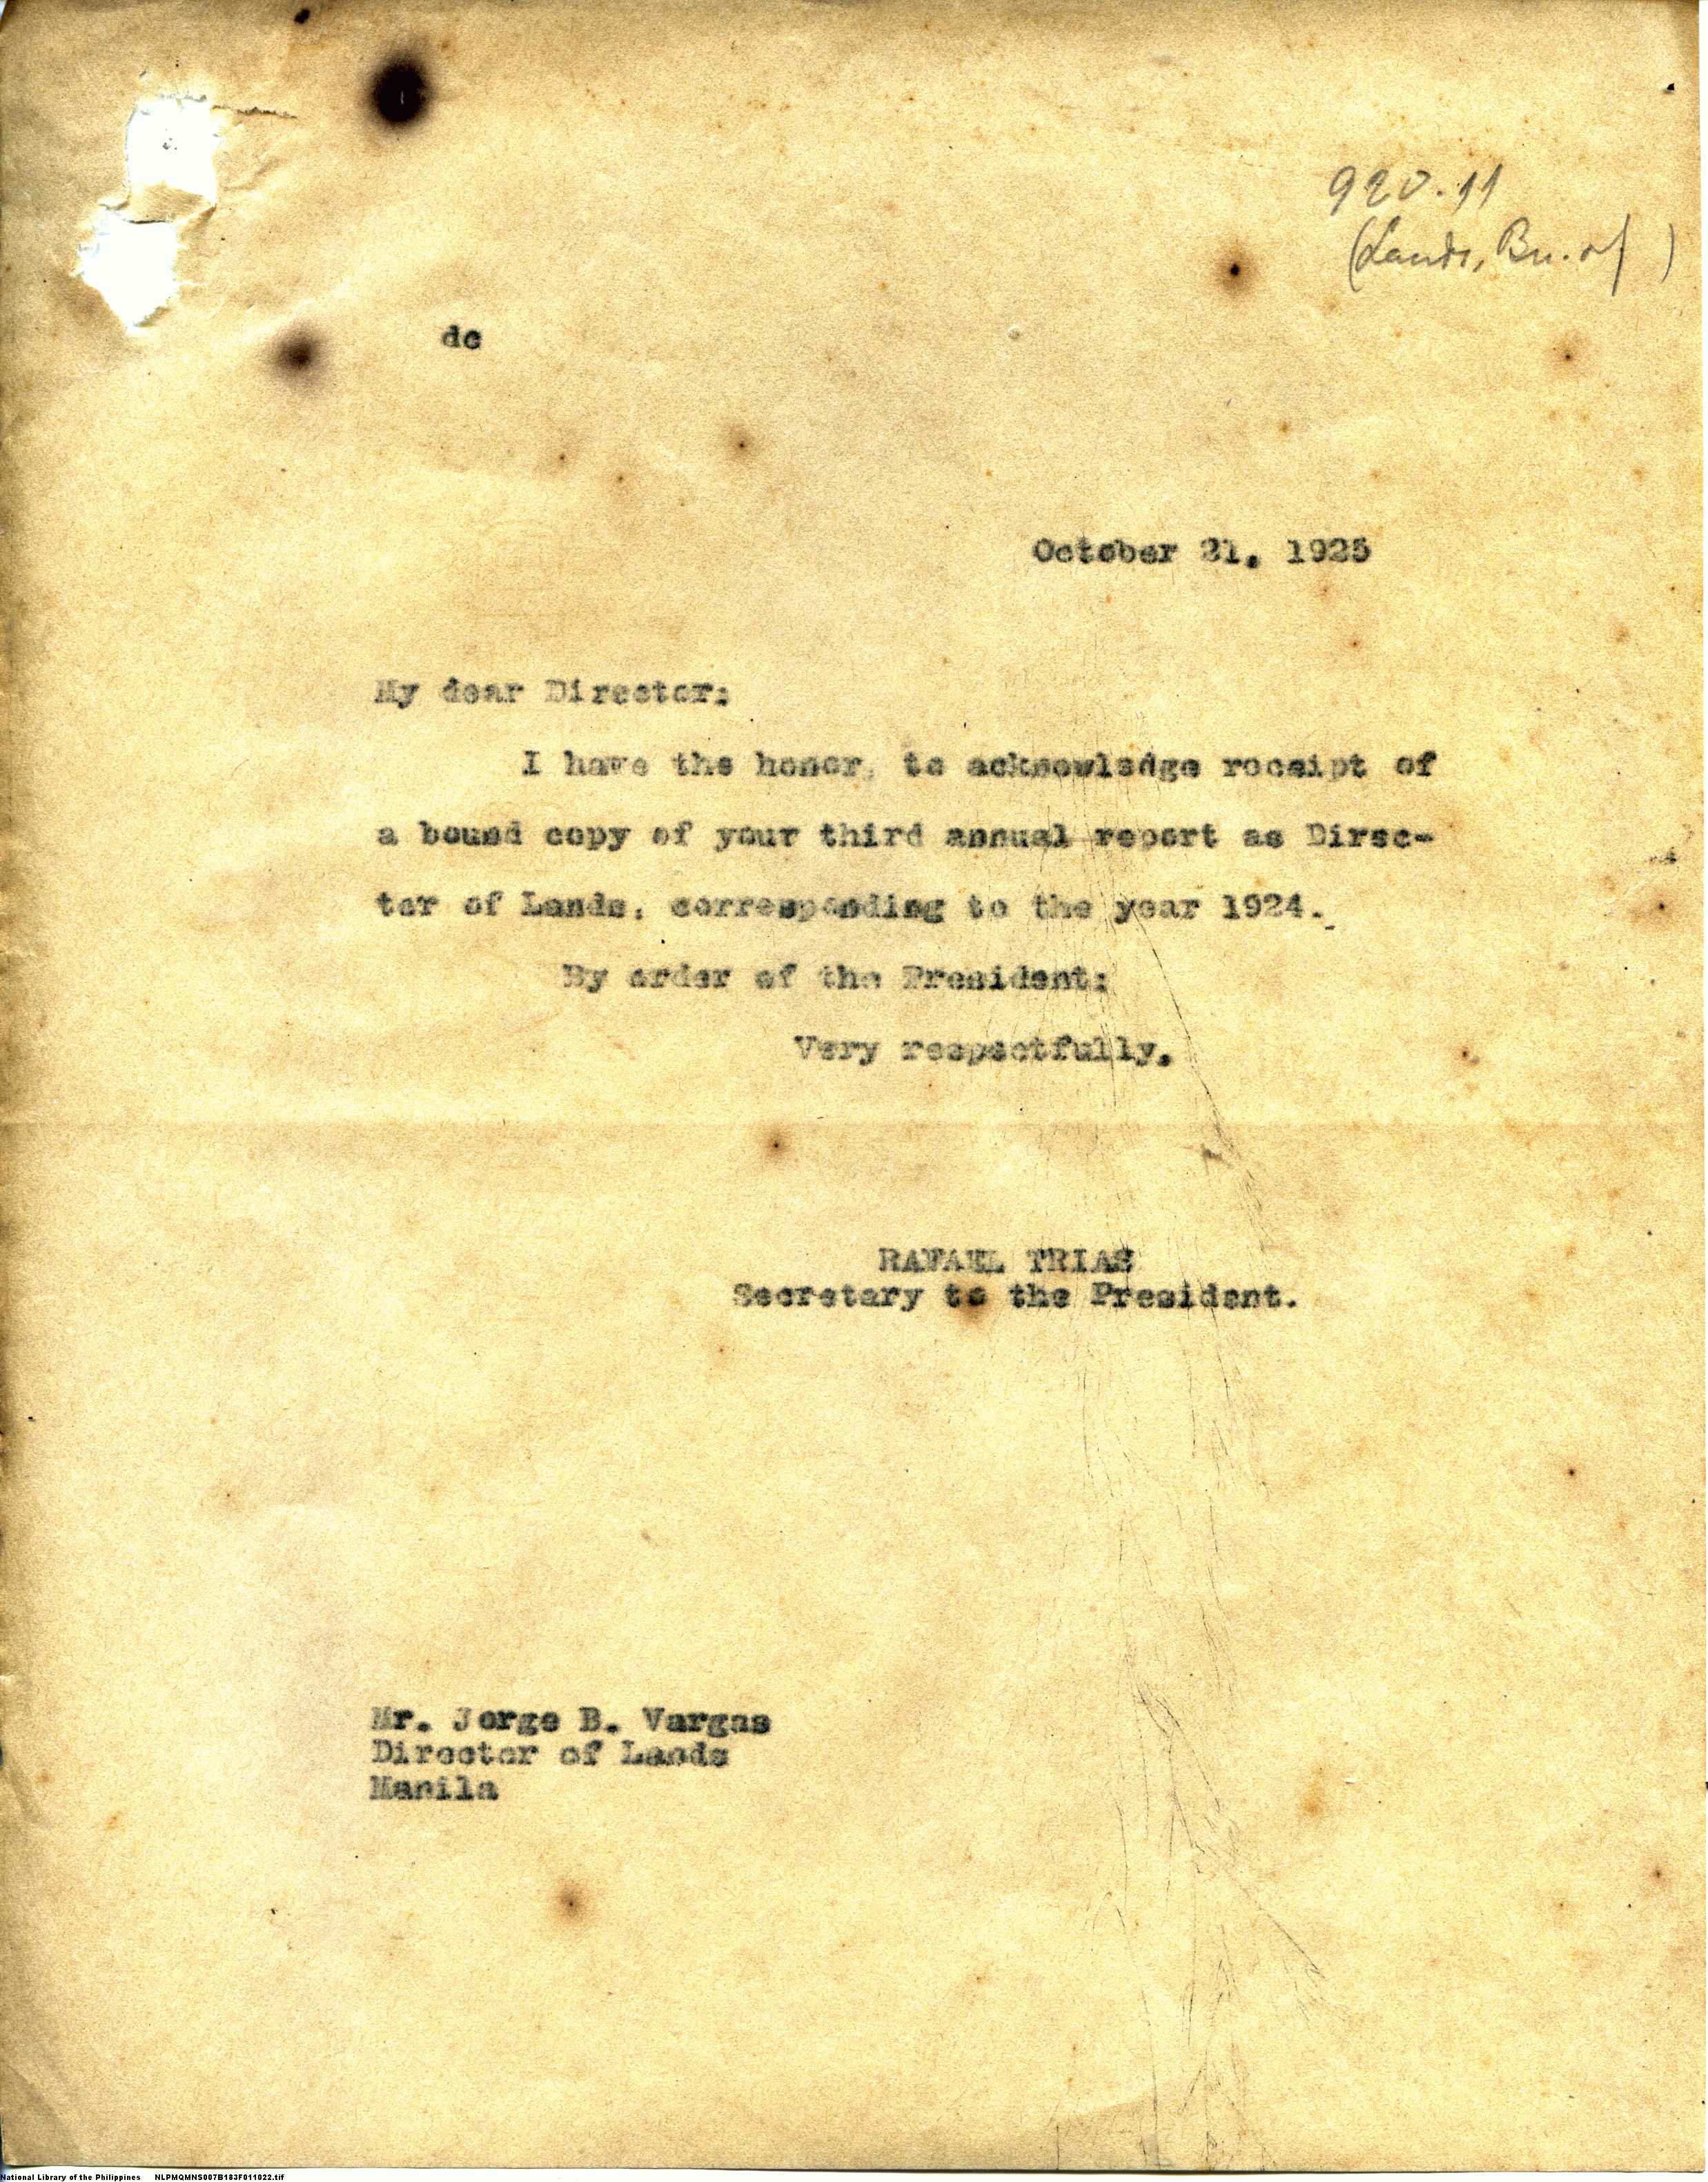 920.11
(Lands, Bu. of )
dc
October 21, 1925
My dear Director:
I have the honor, to acknowledge receipt of
a bound copy of your third annual report as Direc-
tor of Lands, corresponding to the year 1924.
By order of the President:
Very respectfully,
RAFAEL TRIAS
Secretary to the President.
Mr. Jorge B. Vargas
Director of Lands
Manila
National Library of the Philippines NLPMQMNS007B183F011022.tif